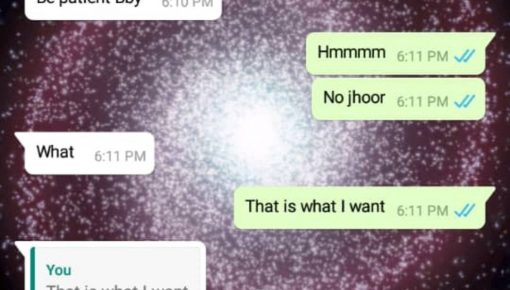 Be patient Bby 6:10 PM
Hmmmm 6:11 PM
No jhoor 6:11 PM
What 6:11 PM
That is what I want 6:11 PM
You
That is what I want